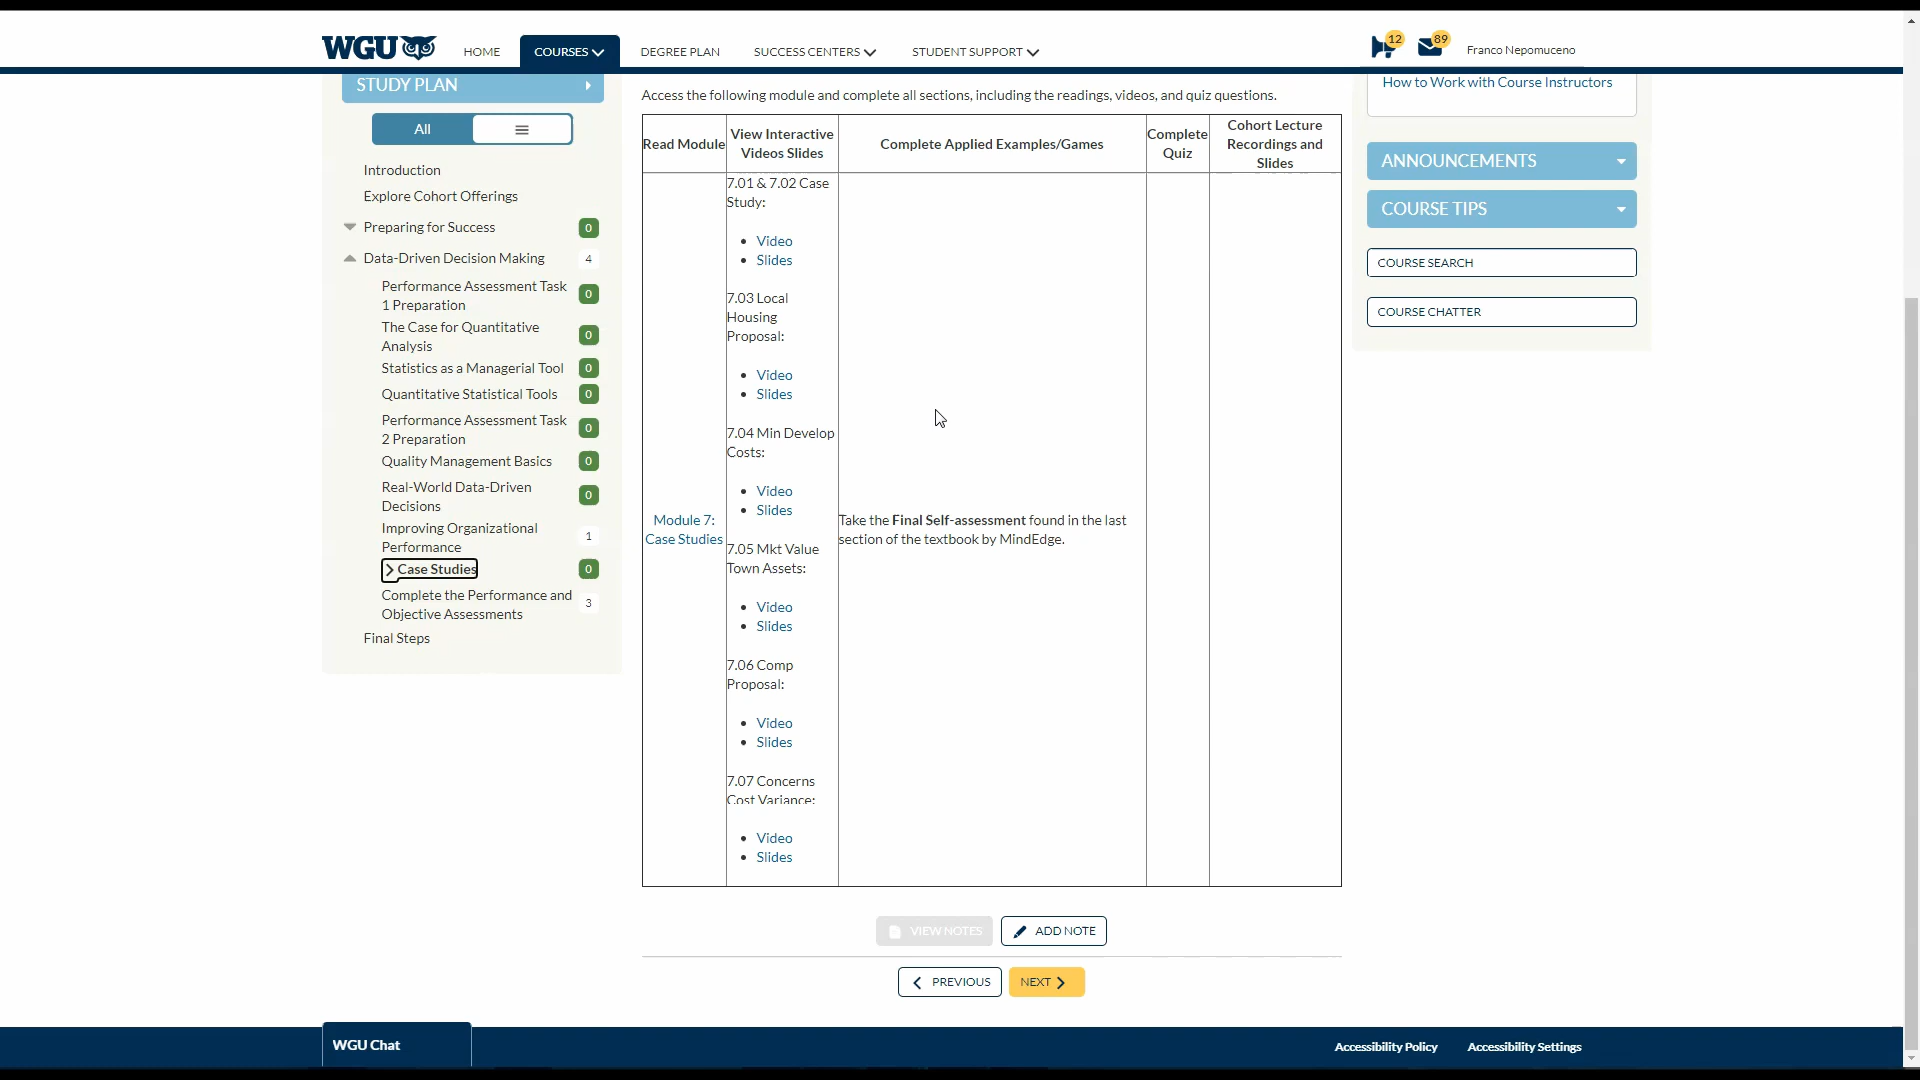 WGU
HOME
COURSES
DEGREE PLAN
SUCCESS CENTERS
STUDENT SUPPORT
12
89
Franco Nepomuceno
STUDY PLAN
All
Introduction
Explore Cohort Offerings
Preparing for Success
0
Data-Driven Decision Making
4
Performance Assessment Task
1 Preparation
0
The Case for Quantitative
Analysis
0
Statistics as a Managerial Tool
0
Quantitative Statistical Tools
0
Performance Assessment Task
2 Preparation
0
Quality Management Basics
0
Real-World Data-Driven
Decisions
0
Improving Organizational
Performance
1
Case Studies
0
Complete the Performance and
Objective Assessments
3
Final Steps
Access the following module and complete all sections, including the readings, videos, and quiz questions.
Read Module
View Interactive
Videos Slides
Complete Applied Examples/Games
Complete
Quiz
Cohort Lecture
Recordings and
Slides
Module 7:
Case Studies
7.01 & 7.02 Case
Study:
Video
Slides
7.03 Local
Housing
Proposal:
Video
Slides
7.04 Min Develop
Costs:
Video
Slides
7.05 Mkt Value
Town Assets:
Video
Slides
7.06 Comp
Proposal:
Video
Slides
7.07 Concerns
Cost Variance:
Video
Slides
Take the Final Self-assessment found in the last
section of the textbook by MindEdge.
VIEW NOTES
ADD NOTE
PREVIOUS
NEXT
How to Work with Course Instructors
ANNOUNCEMENTS
COURSE TIPS
COURSE SEARCH
COURSE CHATTER
WGU Chat
Accessibility Policy
Accessibility Settings